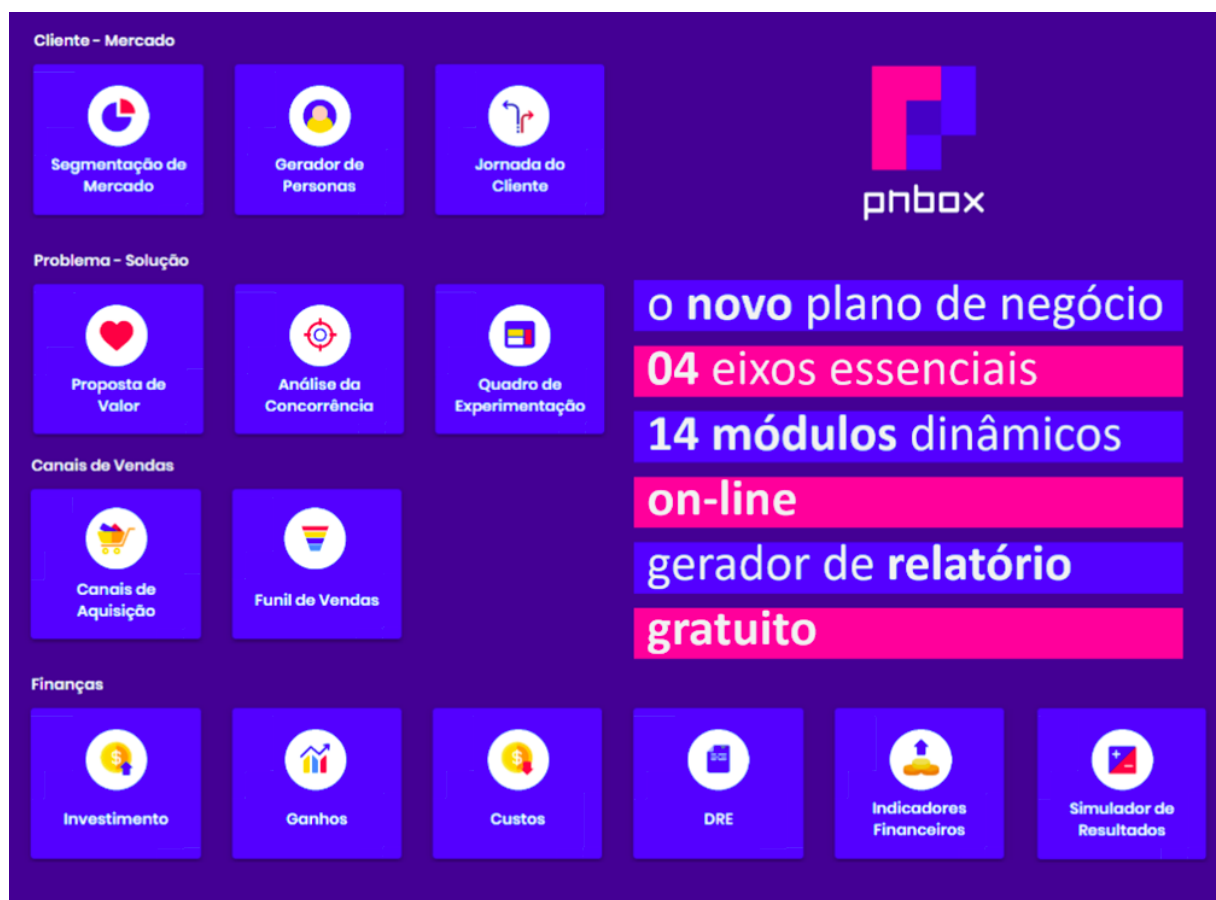 Cliente - Mercado
Segmentação de
Mercado
Gerador de
Personas
Jornada do
Cliente
pnbox
Problema - Solução
Proposta de
Valor
Análise da
Concorrência
Quadro de
Experimentação
o novo plano de negócio
04 eixos essenciais
14 módulos dinâmicos
on-line
gerador de relatório
gratuito
Canais de Vendas
Canais de
Aquisição
Funil de Vendas
Finanças
Investimento
Ganhos
Custos
DRE
Indicadores
Financeiros
Simulador de
Resultados